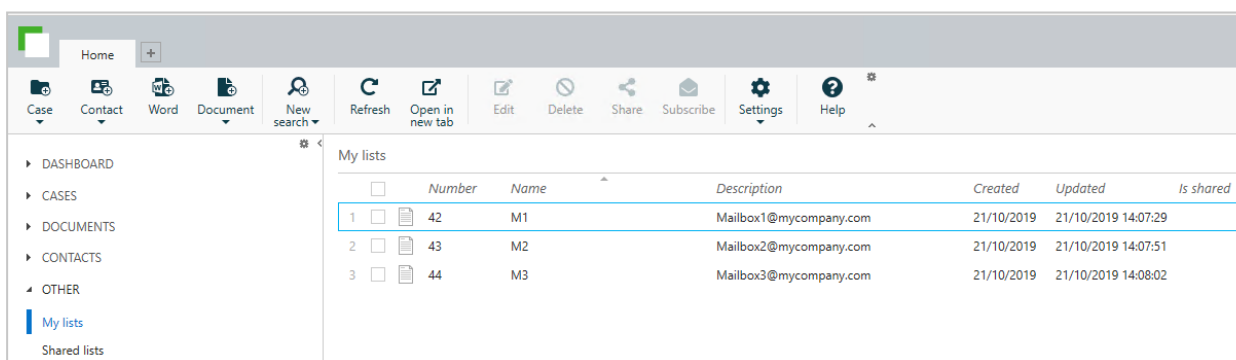 Home +
Case Contact Word Document New search Refresh Open in new tab Edit Delete Share Subscribe Settings Help
DASHBOARD
CASES
DOCUMENTS
CONTACTS
OTHER
My lists
Shared lists
My lists
Number Name Description Created Updated Is shared
1 42 M1 Mailbox1@mycompany.com 21/10/2019 21/10/2019 14:07:29
2 43 M2 Mailbox2@mycompany.com 21/10/2019 21/10/2019 14:07:51
3 44 M3 Mailbox3@mycompany.com 21/10/2019 21/10/2019 14:08:02